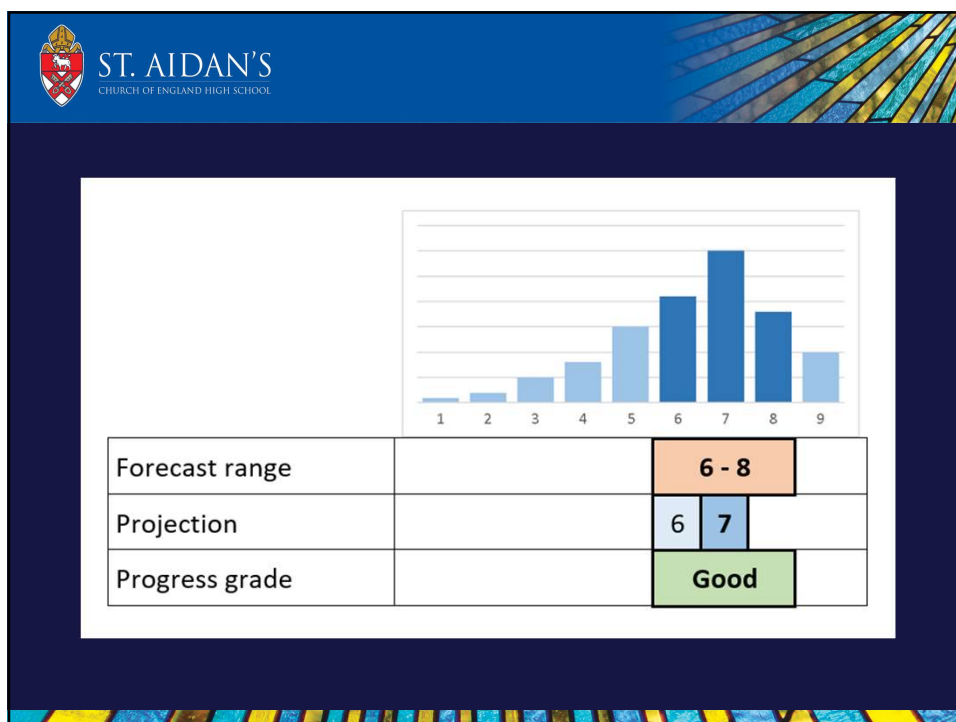 ST. AIDAN'S
CHURCH OF ENGLAND HIGH SCHOOL
1 2 3 4 5 6 7 8 9
Forecast range 6 - 8
Projection 6 7
Progress grade Good